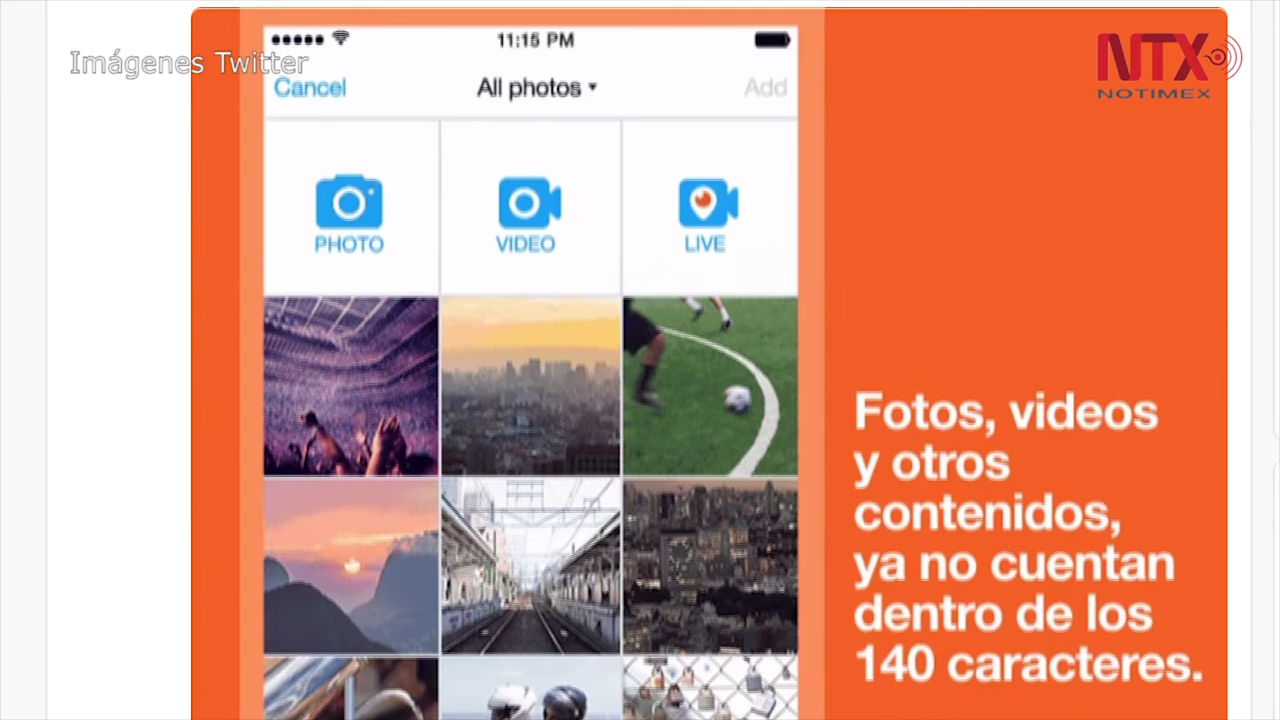 Imágenes Twitter
11:15 PM
NTX
NOTIMEX
Cancel
All photos
Add
PHOTO
VIDEO
LIVE
Fotos, videos
y otros
contenidos,
ya no cuentan
dentro de los
140 caracteres.